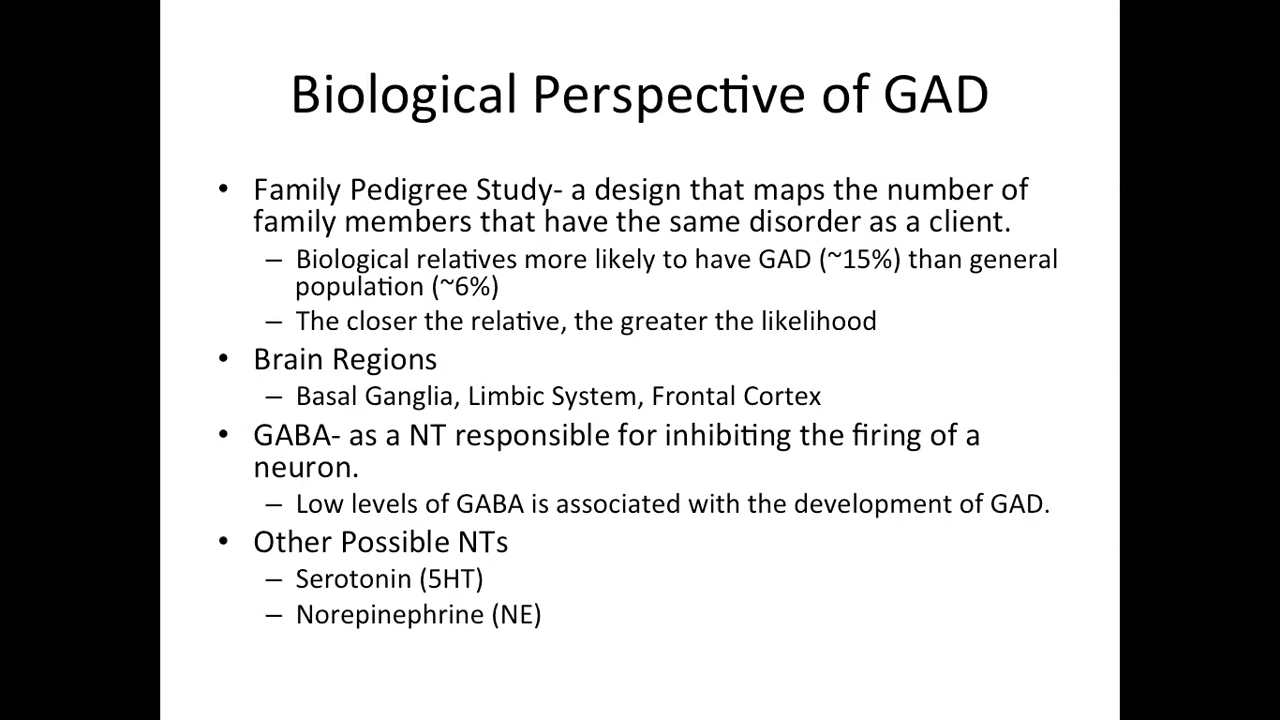 Biological Perspective of GAD
• Family Pedigree Study- a design that maps the number of
family members that have the same disorder as a client.
– Biological relatives more likely to have GAD (~15%) than general
population (~6%)
– The closer the relative, the greater the likelihood
• Brain Regions
– Basal Ganglia, Limbic System, Frontal Cortex
• GABA- as a NT responsible for inhibiting the firing of a
neuron.
– Low levels of GABA is associated with the development of GAD.
• Other Possible NTs
– Serotonin (5HT)
– Norepinephrine (NE)